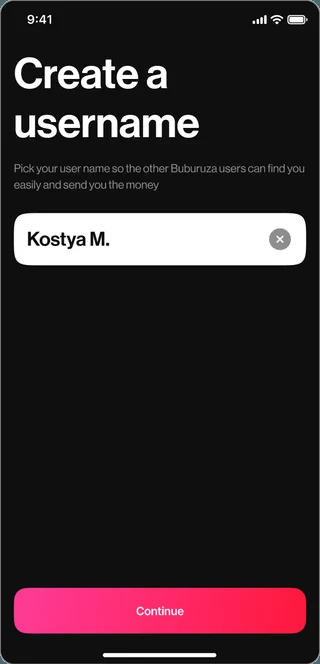 9:41
Create a
username
Pick your user name so the other Buburuza users can find you
easily and send you the money
Kostya M.
Continue